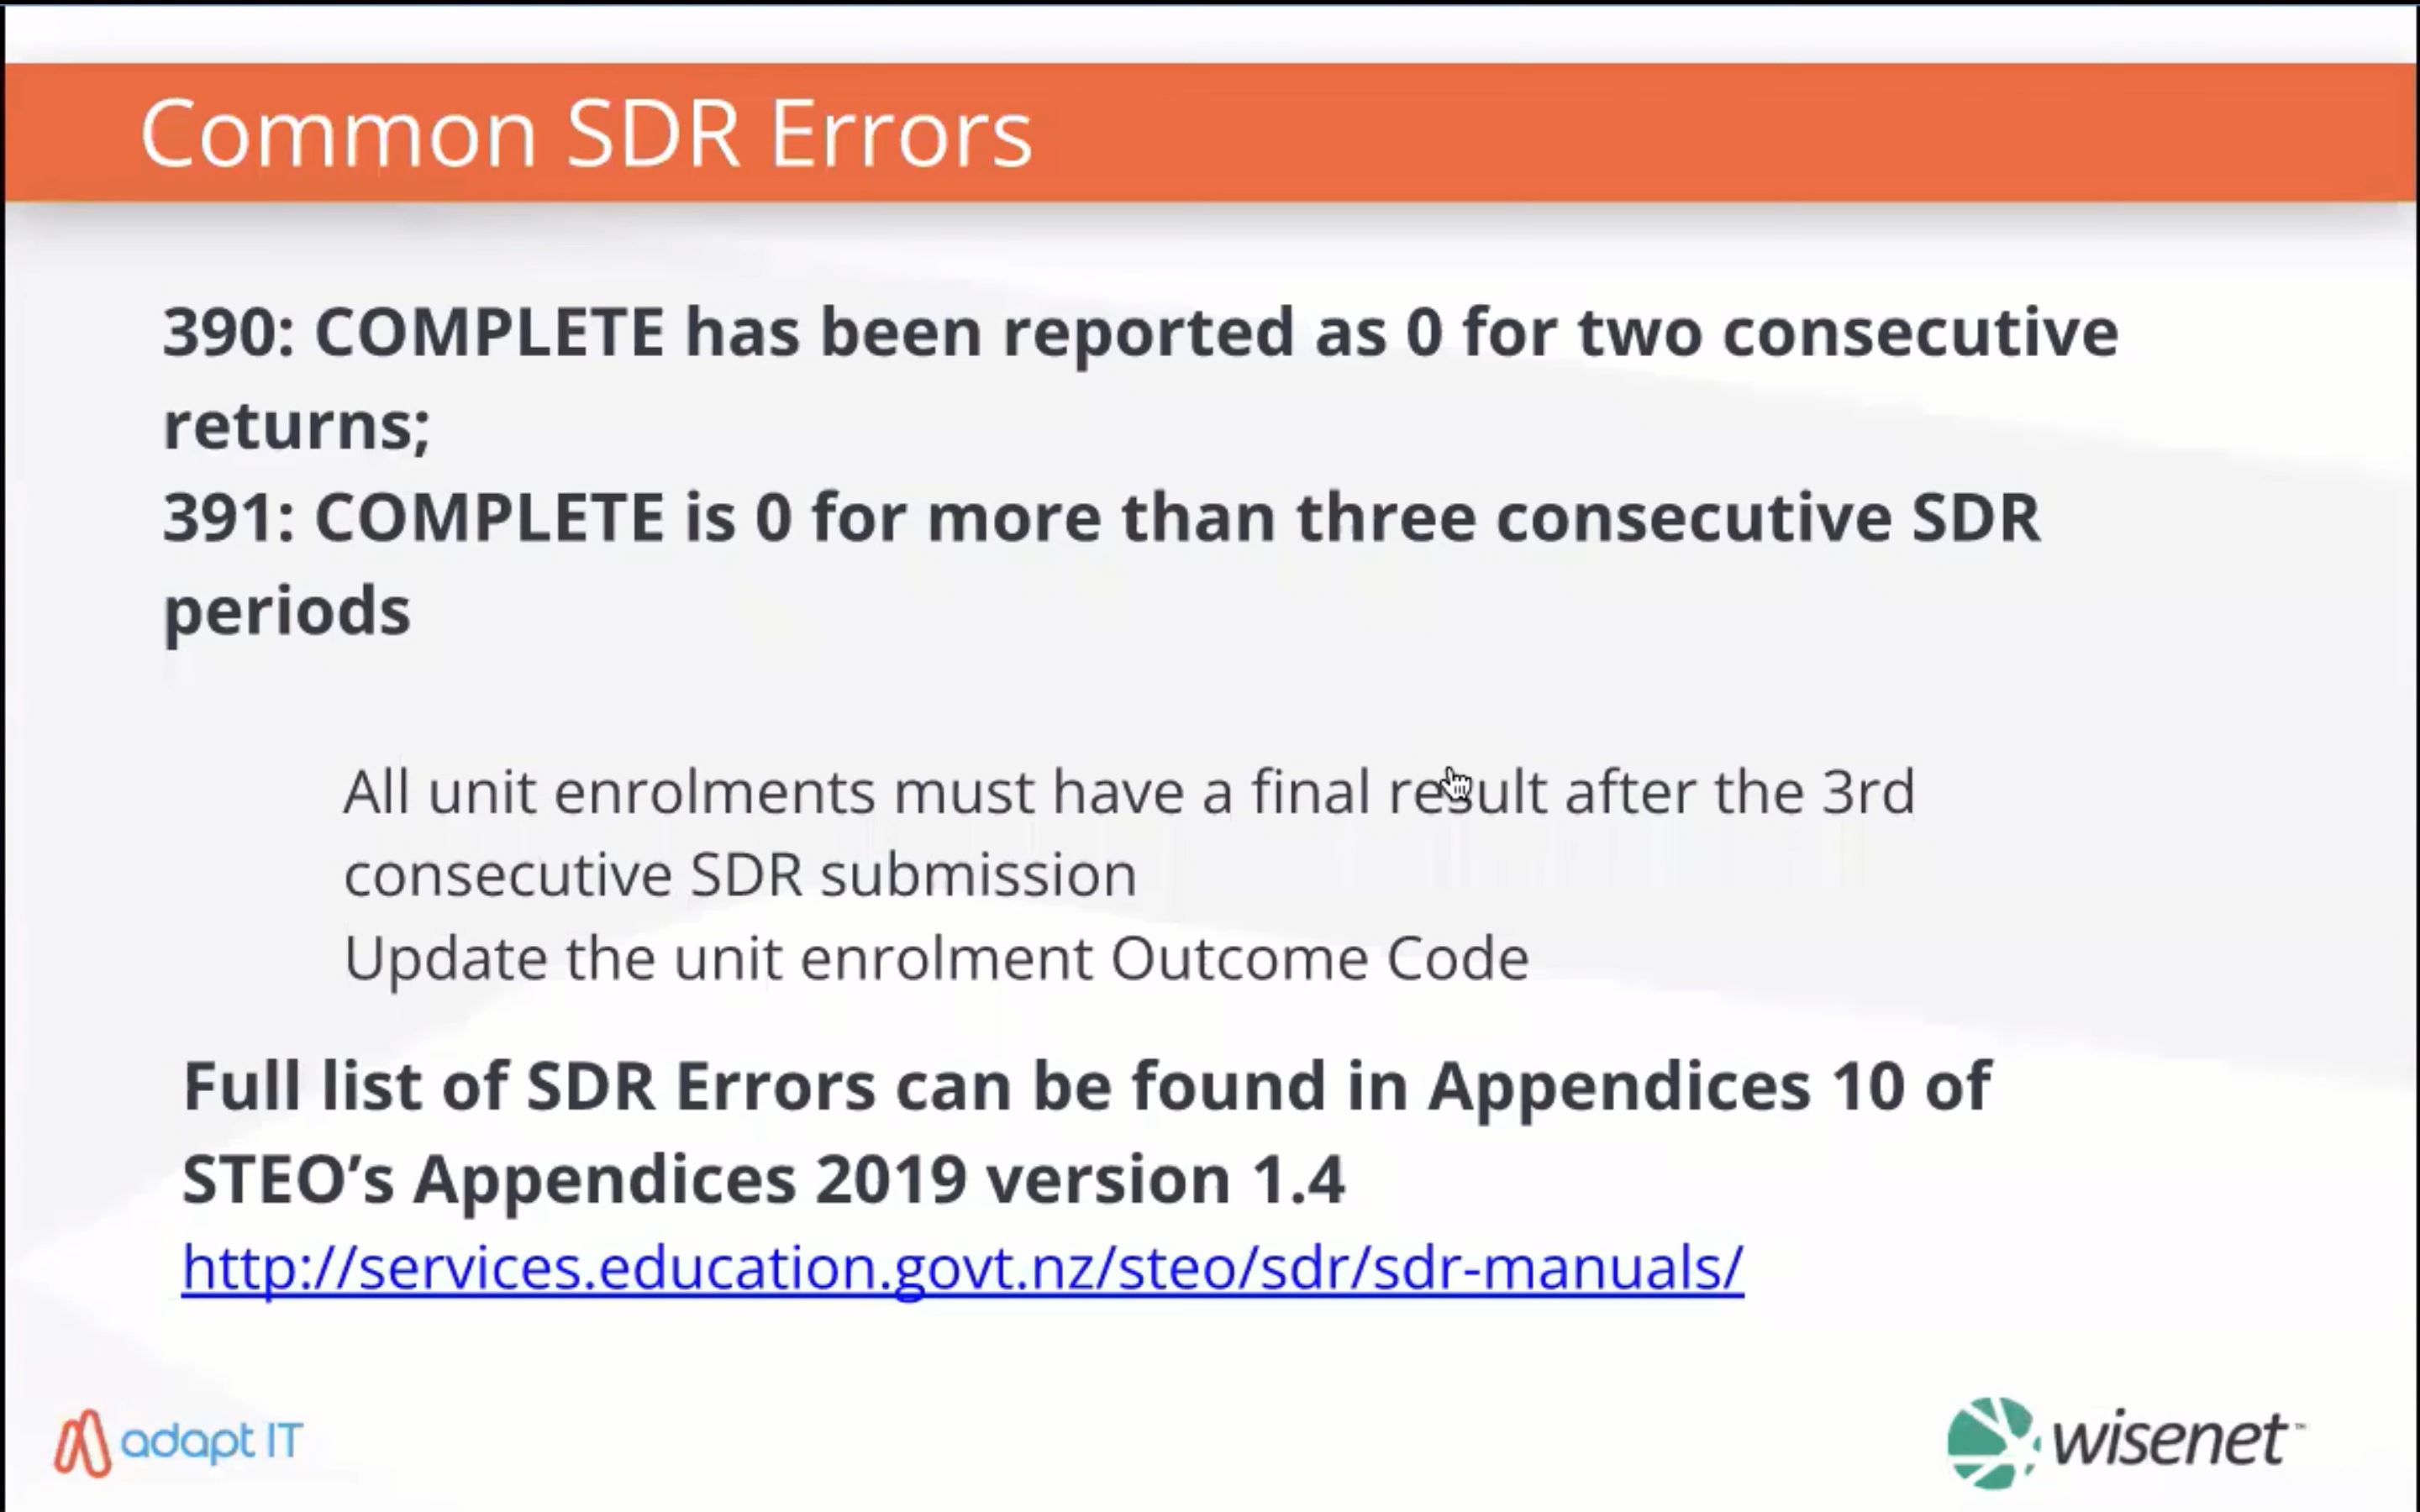 Common SDR Errors
390: COMPLETE has been reported as 0 for two consecutive
returns;
391: COMPLETE is 0 for more than three consecutive SDR
periods
All unit enrolments must have a final result after the 3rd
consecutive SDR submission
Update the unit enrolment Outcome Code
Full list of SDR Errors can be found in Appendices 10 of
STEO’s Appendices 2019 version 1.4
http://services.education.govt.nz/steo/sdr/sdr-manuals/
adapt IT
wisenet™